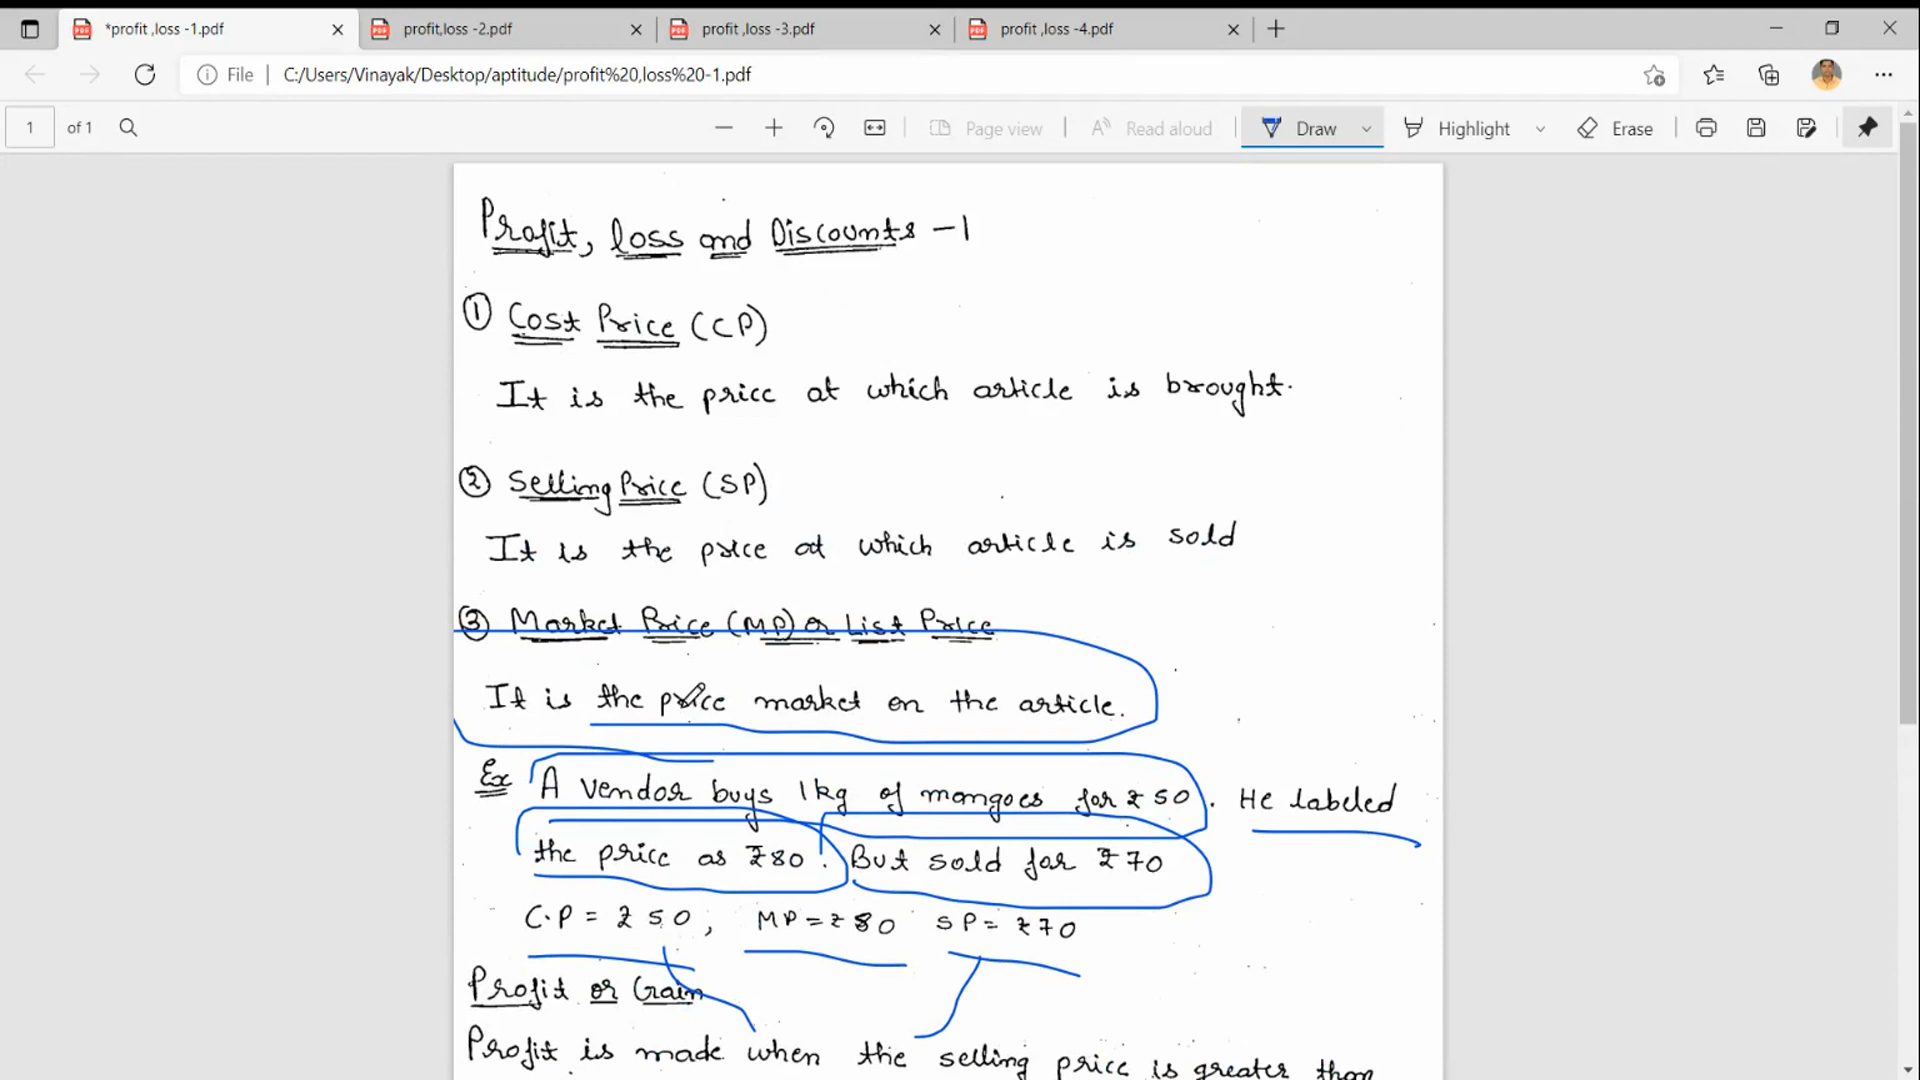 *profit ,loss -1.pdf
profit,loss -2.pdf
profit ,loss -3.pdf
profit ,loss -4.pdf
File
C:/Users/Vinayak/Desktop/aptitude/profit%20,loss%20-1.pdf
1 of 1
Page view
Read aloud
Draw
Highlight
Erase
Profit, loss and Discounts -1
① Cost Price (CP)
It is the price at which article is brought.
② Selling Price (SP)
It is the price at which article is sold
③ Market Price (MP) or List Price
It is the price market on the article.
Ex A vendor buys 1kg of mangoes for ₹50. He labeled
the price as ₹80. But sold for ₹70
C.P = ₹50, MP=₹80 SP= ₹70
Profit or Gain
Profit is made when the selling price is greater than